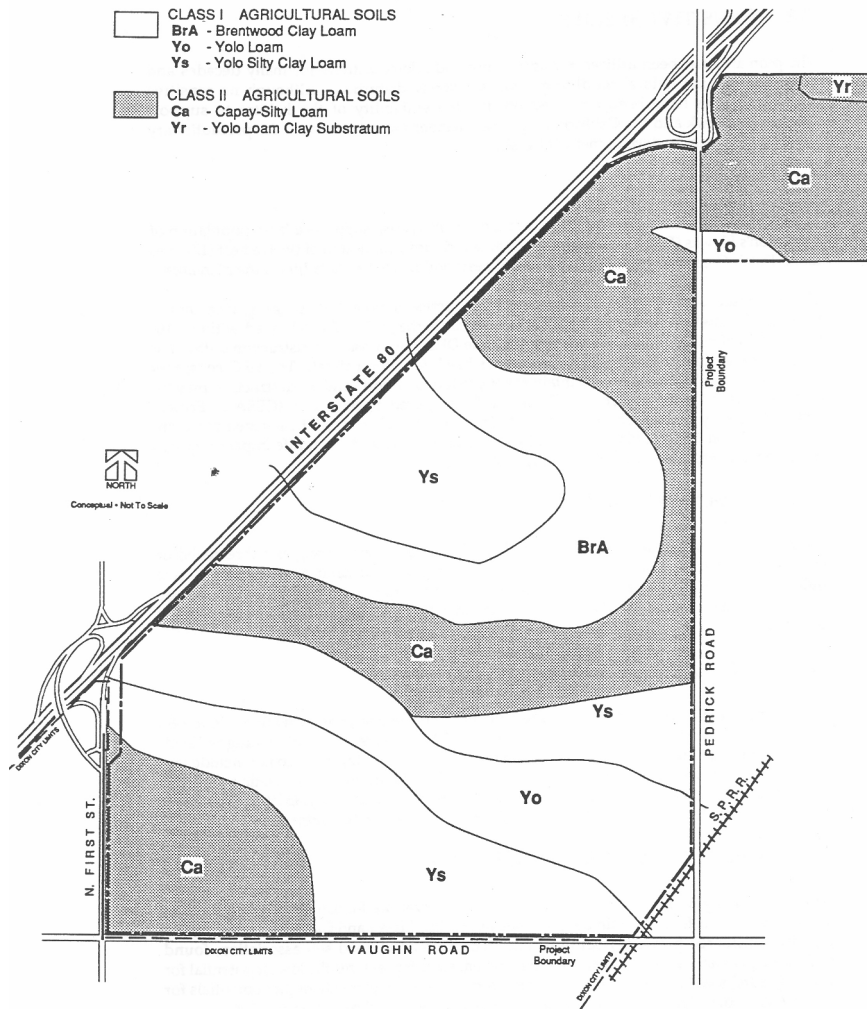 CLASS I AGRICULTURAL SOILS
BrA - Brentwood Clay Loam
Yo - Yolo Loam
Ys - Yolo Silty Clay Loam
CLASS II AGRICULTURAL SOILS
Ca - Capay-Silty Loam
Yr - Yolo Loam Clay Substratum
Yr
Ca
Yo
Ca
INTERSTATE 80
Project
Boundary
Ys
NORTH
Conceptual - Not To Scale
BrA
Ca
PEDRICK ROAD
Ys
DIXON CITY LIMITS
Yo
S.P.R.R.
N. FIRST ST.
Ca
Ys
DIXON CITY LIMITS
VAUGHN ROAD
Project
Boundary
DIXON CITY LIMITS